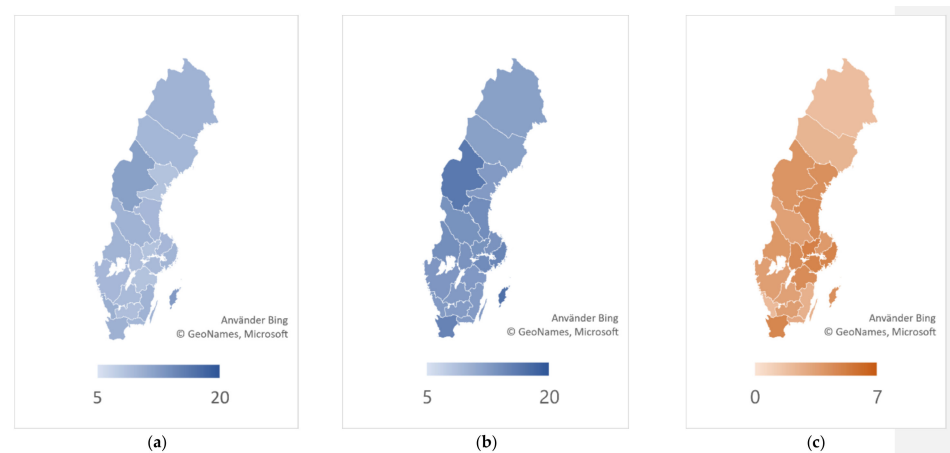 Använder Bing
© GeoNames, Microsoft
5 20
(a)
Använder Bing
© GeoNames, Microsoft
5 20
(b)
Använder Bing
© GeoNames, Microsoft
0 7
(c)